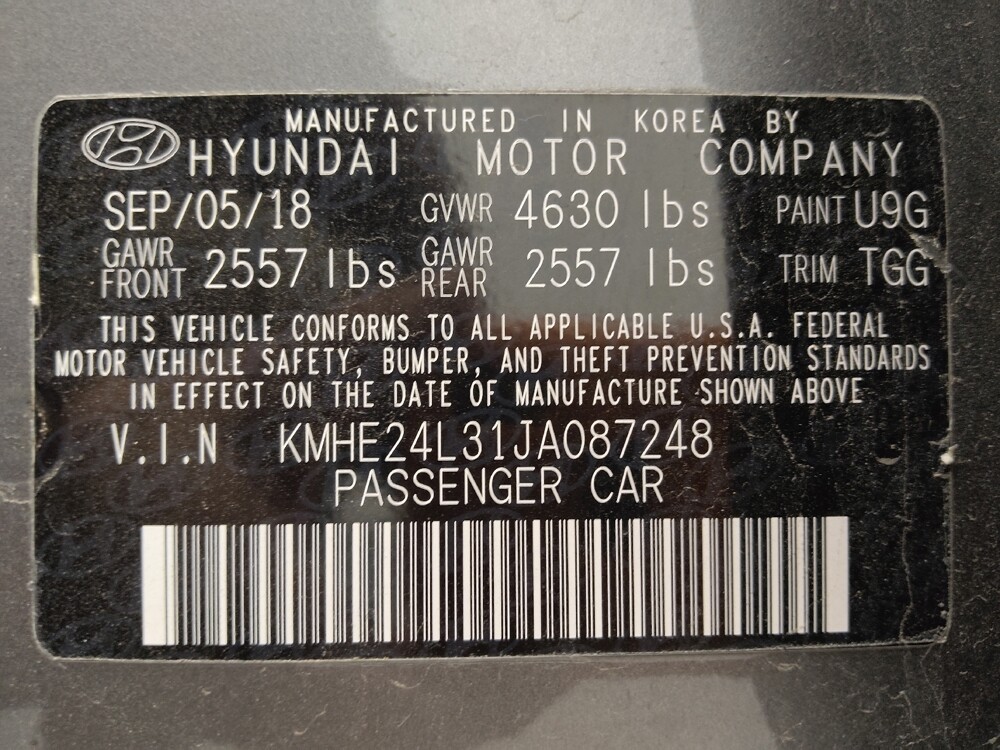 MANUFACTURED IN KOREA BY
HYUNDAI MOTOR COMPANY
SEP/05/18 GVWR 4630 lbs PAINT U9G
GAWR FRONT 2557 lbs GAWR REAR 2557 lbs TRIM TGG
THIS VEHICLE CONFORMS TO ALL APPLICABLE U.S.A. FEDERAL
MOTOR VEHICLE SAFETY, BUMPER, AND THEFT PREVENTION STANDARDS
IN EFFECT ON THE DATE OF MANUFACTURE SHOWN ABOVE
V.I.N KMHE24L31JA087248
PASSENGER CAR